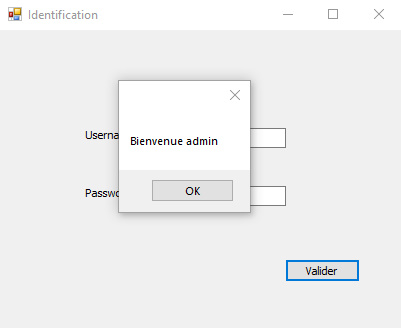 Identification
Userna
Bienvenue admin
Passwo
OK
Valider